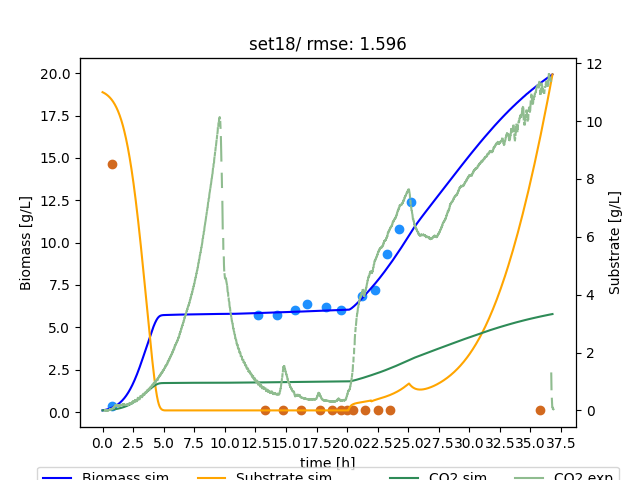 set18/ rmse: 1.596
20.0
17.5
15.0
12.5
10.0
7.5
5.0
2.5
0.0
Biomass [g/L]
12
10
8
6
4
2
0
Substrate [g/L]
0.0 2.5 5.0 7.5 10.0 12.5 15.0 17.5 20.0 22.5 25.0 27.5 30.0 32.5 35.0 37.5
time [h]
Biomass sim Substrate sim CO2 sim CO2 exp